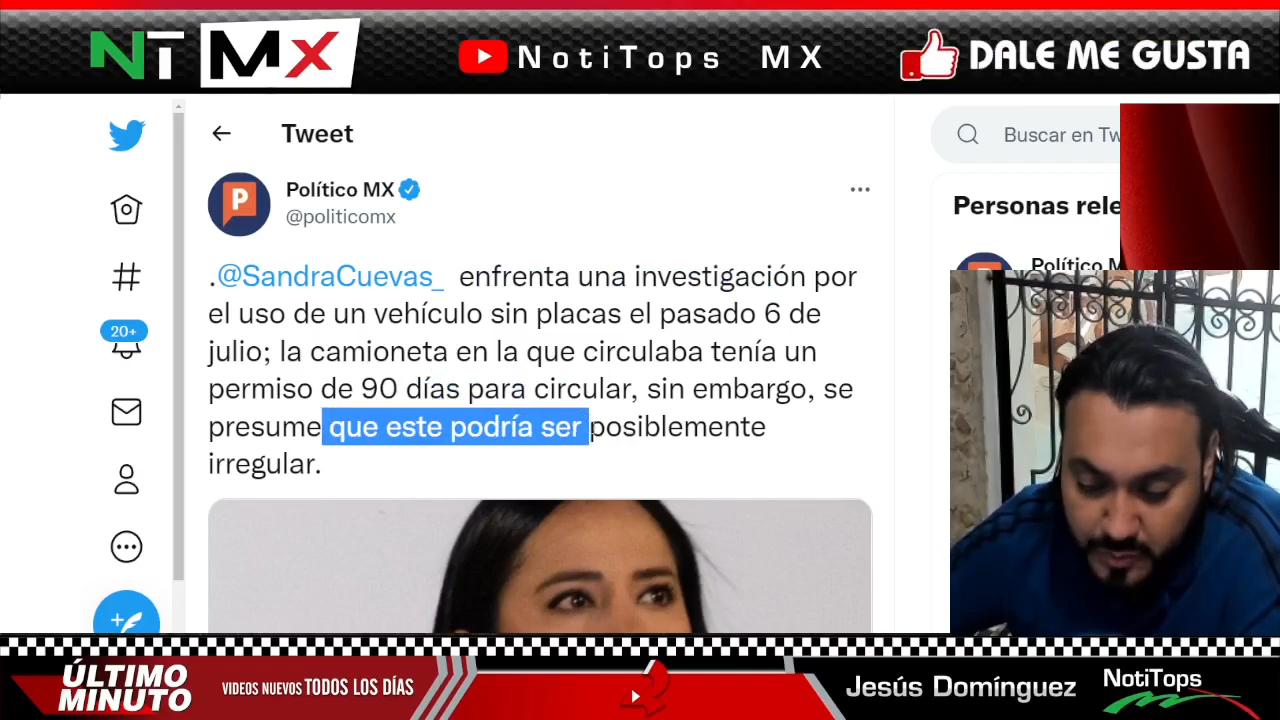 NT MX
NotiTops MX
DALE ME GUSTA
Tweet
Buscar en Tw
Político MX
@politicomx
Personas rele
Político M
.@SandraCuevas_ enfrenta una investigación por
el uso de un vehículo sin placas el pasado 6 de
julio; la camioneta en la que circulaba tenía un
permiso de 90 días para circular, sin embargo, se
presume que este podría ser posiblemente
irregular.
20+
ÚLTIMO
MINUTO
VIDEOS NUEVOS TODOS LOS DÍAS
Jesús Domínguez
NotiTops